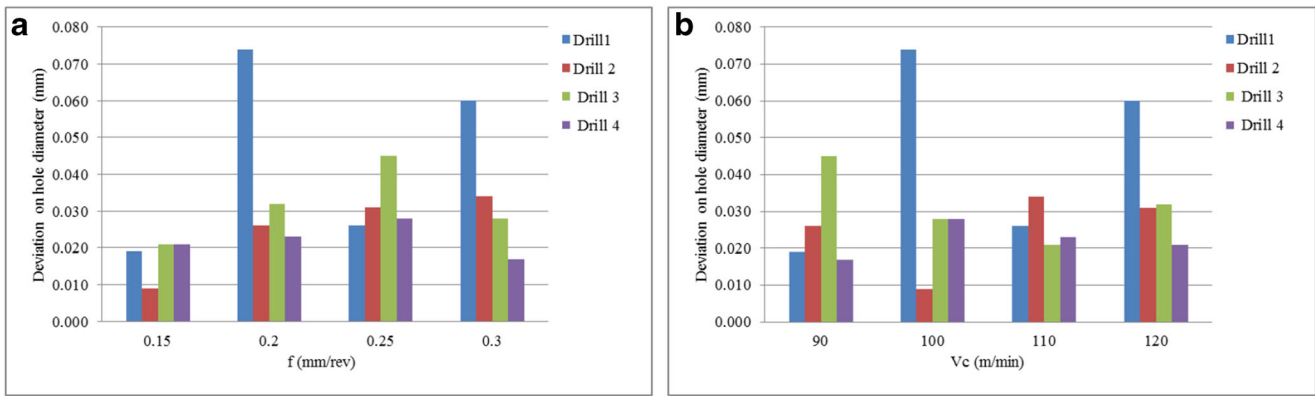 a
Deviation on hole diameter (mm)
0.080
0.070
0.060
0.050
0.040
0.030
0.020
0.010
0.000
0.15 0.2 0.25 0.3
f (mm/rev)
Drill1
Drill 2
Drill 3
Drill 4
b
Deviation on hole diameter (mm)
0.080
0.070
0.060
0.050
0.040
0.030
0.020
0.010
0.000
90 100 110 120
Vc (m/min)
Drill1
Drill 2
Drill 3
Drill 4